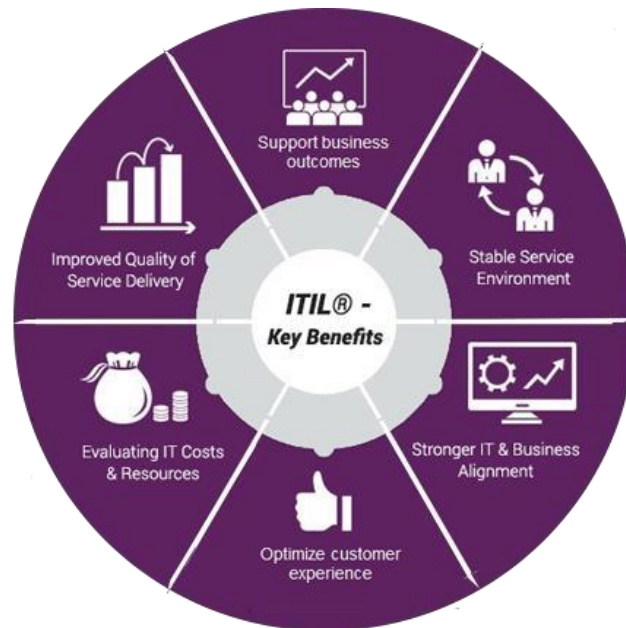 ITIL® -
Key Benefits
Support business
outcomes
Stable Service
Environment
Stronger IT & Business
Alignment
Optimize customer
experience
Evaluating IT Costs
& Resources
Improved Quality of
Service Delivery